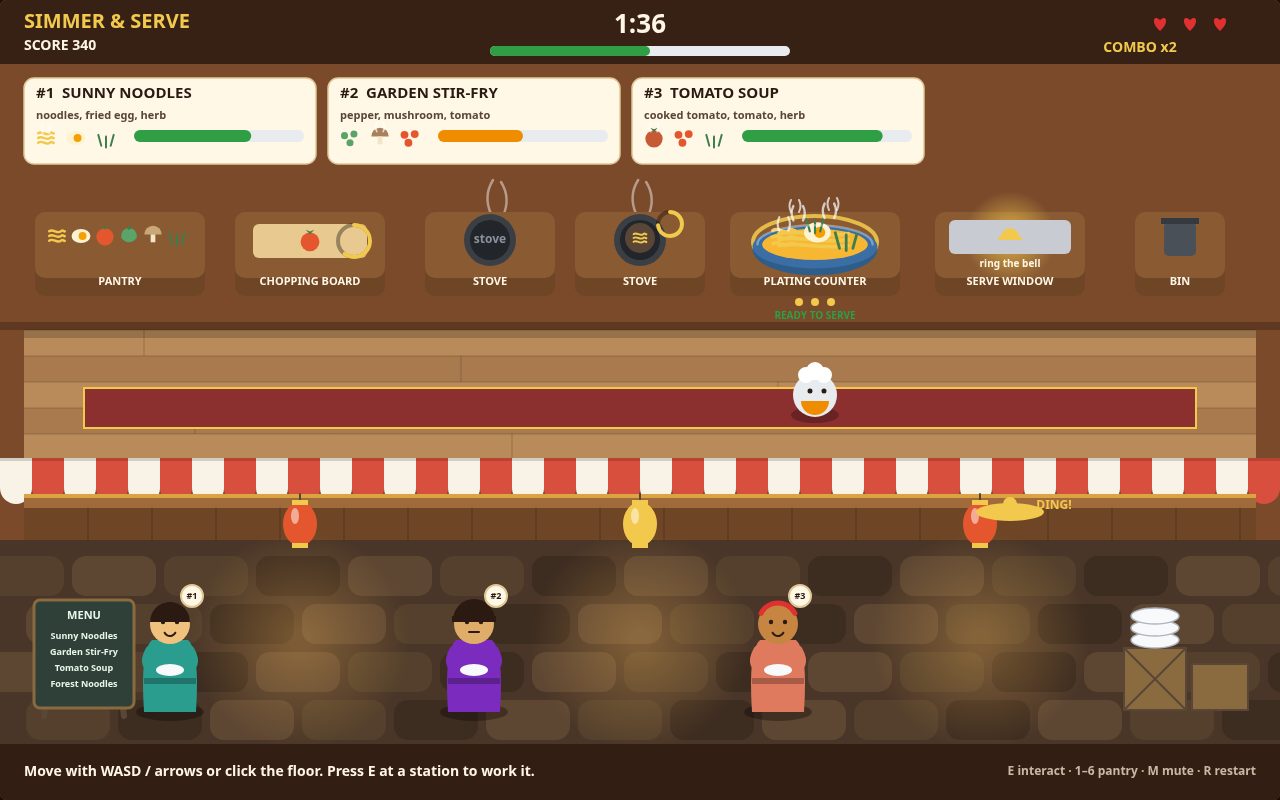 SIMMER & SERVE
SCORE 340
1:36
COMBO x2
#1 SUNNY NOODLES
noodles, fried egg, herb
#2 GARDEN STIR-FRY
pepper, mushroom, tomato
#3 TOMATO SOUP
cooked tomato, tomato, herb
stove
ring the bell
PANTRY
CHOPPING BOARD
STOVE
STOVE
PLATING COUNTER
SERVE WINDOW
BIN
READY TO SERVE
DING!
#1
#2
#3
MENU
Sunny Noodles
Garden Stir-Fry
Tomato Soup
Forest Noodles
Move with WASD / arrows or click the floor. Press E at a station to work it.
E interact · 1–6 pantry · M mute · R restart